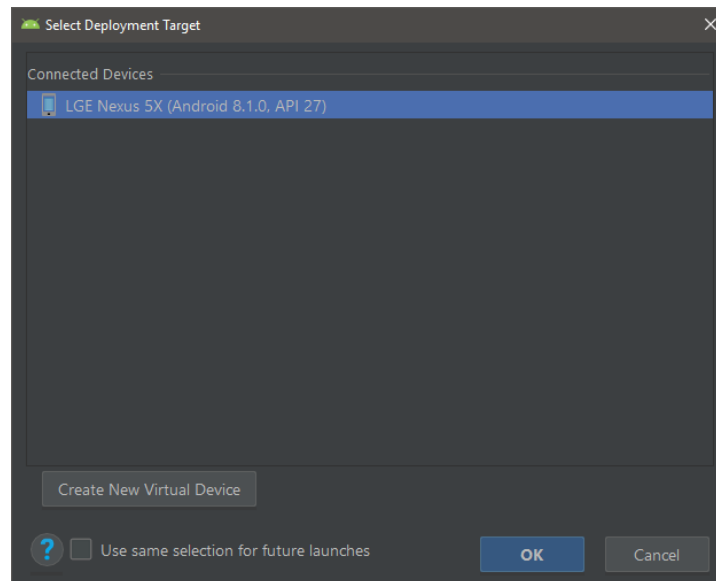 Select Deployment Target
Connected Devices
LGE Nexus 5X (Android 8.1.0, API 27)
Create New Virtual Device
? Use same selection for future launches OK Cancel